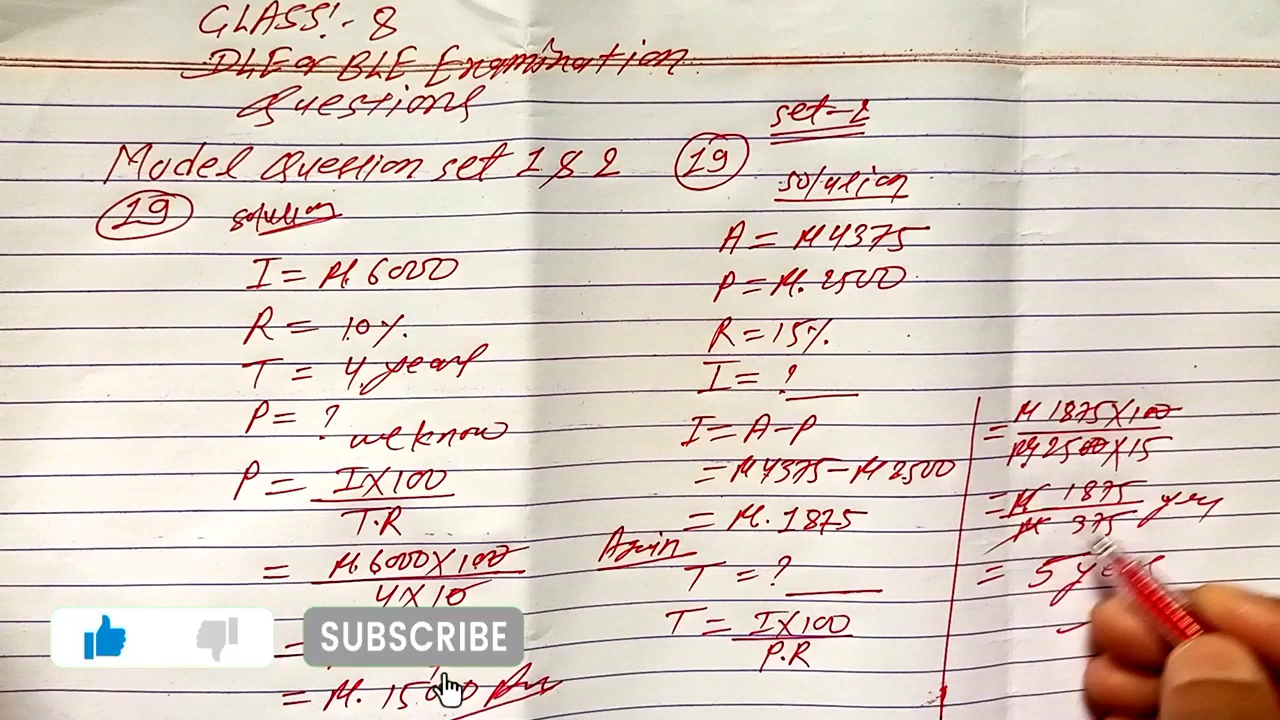 CLASS:- 8
DLE or BLE Examination
Questions
Model Question set 1 & 2
19 solution
I = Rs. 6000
R = 10%.
T = 4 years
P = ?
we know
P = I×100
T.R
= Rs. 6000×100
4×10
=
= Rs. 15000 Ans
set-2
19
solution
A = Rs 4375
P = Rs. 2500
R = 15%
I = ?
I = A-P
= Rs 4375 - Rs 2500
= Rs. 1875
Again
T = ?
T = I×100
P.R
= Rs 1875×100
Rs 2500×15
= Rs 1875 years
Rs 375
= 5 years
SUBSCRIBE